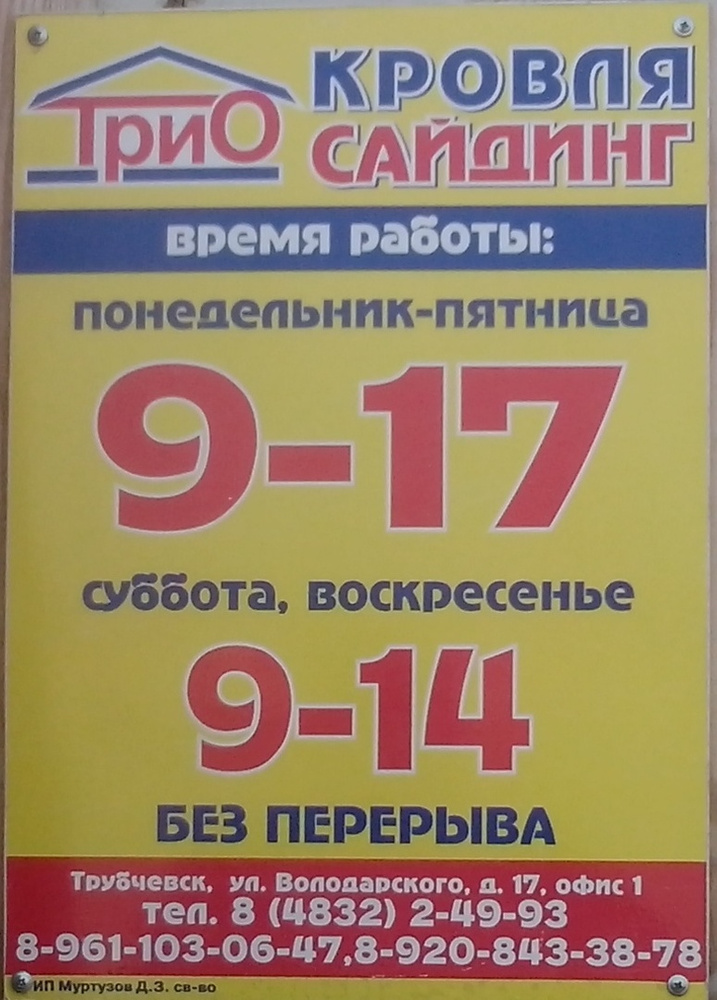 ТРИО
КРОВЛЯ
САЙДИНГ
время работы:
понедельник-пятница
9-17
суббота, воскресенье
9-14
БЕЗ ПЕРЕРЫВА
Трубчевск, ул. Володарского, д. 17, офис 1
тел. 8 (4832) 2-49-93
8-961-103-06-47,8-920-843-38-78
ИП Муртузов Д.З. св-во